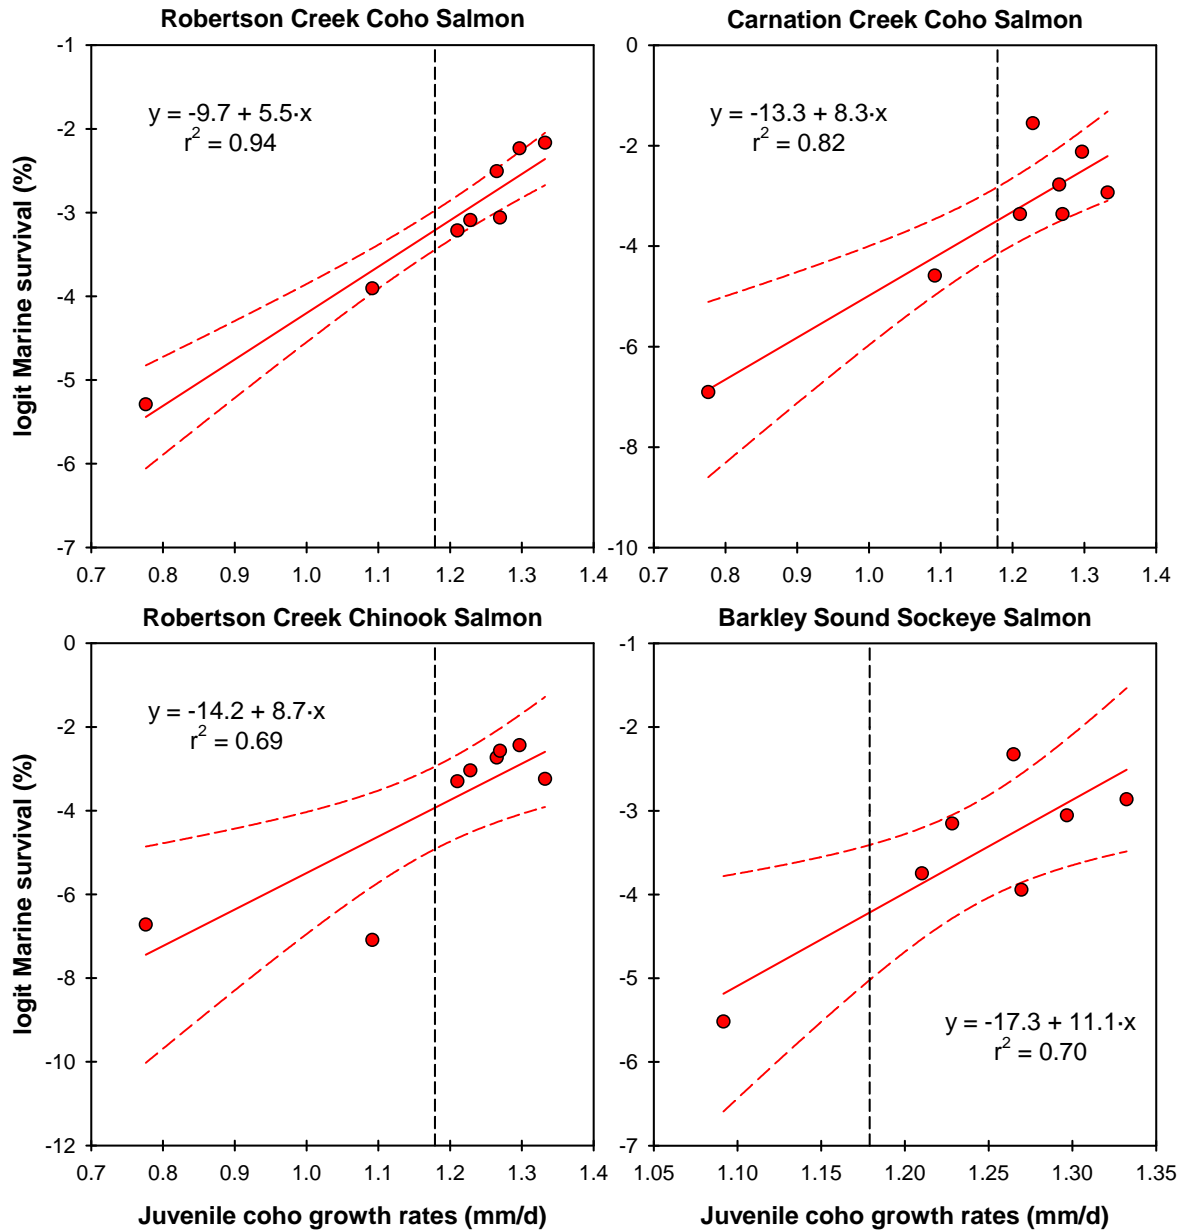 Robertson Creek Coho Salmon
-1
-2
-3
-4
-5
-6
-7
0.7 0.8 0.9 1.0 1.1 1.2 1.3 1.4
y = -9.7 + 5.5·x
r² = 0.94
logit Marine survival (%)
Carnation Creek Coho Salmon
0
-2
-4
-6
-8
-10
0.7 0.8 0.9 1.0 1.1 1.2 1.3 1.4
y = -13.3 + 8.3·x
r² = 0.82
Robertson Creek Chinook Salmon
0
-2
-4
-6
-8
-10
-12
0.7 0.8 0.9 1.0 1.1 1.2 1.3 1.4
y = -14.2 + 8.7·x
r² = 0.69
logit Marine survival (%)
Juvenile coho growth rates (mm/d)
Barkley Sound Sockeye Salmon
-1
-2
-3
-4
-5
-6
-7
1.05 1.10 1.15 1.20 1.25 1.30 1.35
y = -17.3 + 11.1·x
r² = 0.70
Juvenile coho growth rates (mm/d)